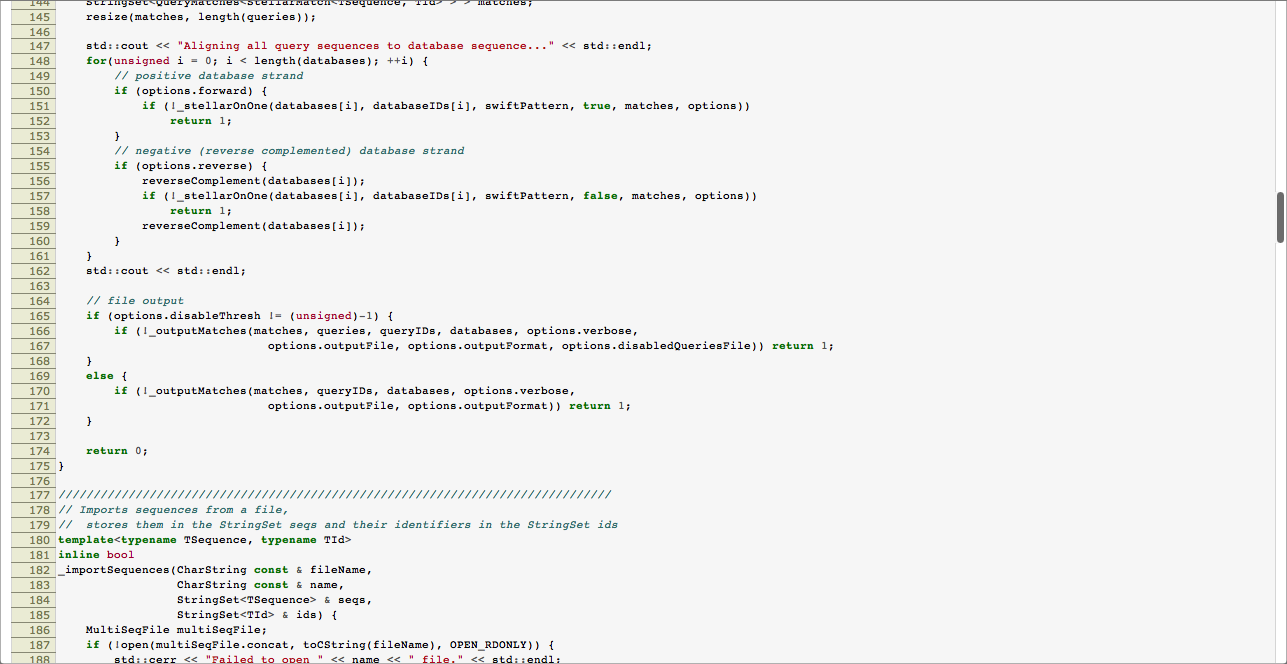 144     StringSet<QueryMatches<StellarMatch<TSequence, TId> > > matches;
145     resize(matches, length(queries));
146
147     std::cout << "Aligning all query sequences to database sequence..." << std::endl;
148     for(unsigned i = 0; i < length(databases); ++i) {
149         // positive database strand
150         if (options.forward) {
151             if (!_stellarOnOne(databases[i], databaseIDs[i], swiftPattern, true, matches, options))
152                 return 1;
153         }
154         // negative (reverse complemented) database strand
155         if (options.reverse) {
156             reverseComplement(databases[i]);
157             if (!_stellarOnOne(databases[i], databaseIDs[i], swiftPattern, false, matches, options))
158                 return 1;
159             reverseComplement(databases[i]);
160         }
161     }
162     std::cout << std::endl;
163
164     // file output
165     if (options.disableThresh != (unsigned)-1) {
166         if (!_outputMatches(matches, queries, queryIDs, databases, options.verbose,
167                               options.outputFile, options.outputFormat, options.disabledQueriesFile)) return 1;
168     }
169     else {
170         if (!_outputMatches(matches, queryIDs, databases, options.verbose,
171                               options.outputFile, options.outputFormat)) return 1;
172     }
173
174     return 0;
175 }
176
177 ///////////////////////////////////////////////////////////////////////////////
178 // Imports sequences from a file,
179 //  stores them in the StringSet seqs and their identifiers in the StringSet ids
180 template<typename TSequence, typename TId>
181 inline bool
182 _importSequences(CharString const & fileName,
183                  CharString const & name,
184                  StringSet<TSequence> & seqs,
185                  StringSet<TId> & ids) {
186     MultiSeqFile multiSeqFile;
187     if (!open(multiSeqFile.concat, toCString(fileName), OPEN_RDONLY)) {
188         std::cerr << "Failed to open " << name << " file." << std::endl;